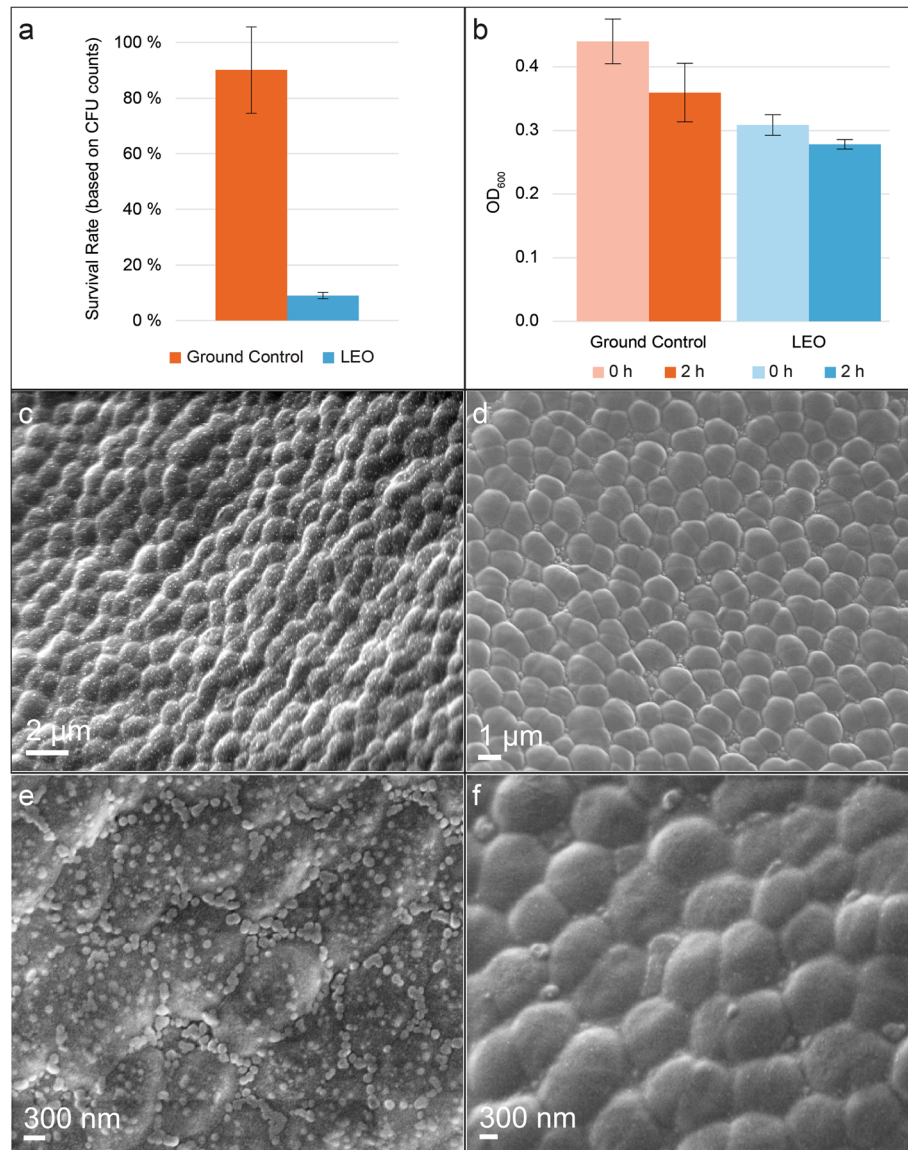 a
Survival Rate (based on CFU counts)
100 %
80 %
60 %
40 %
20 %
0 %
Ground Control
LEO
b
OD600
0.4
0.3
0.2
0.1
0.0
Ground Control
LEO
0 h
2 h
0 h
2 h
c
2 µm
d
1 µm
e
300 nm
f
300 nm